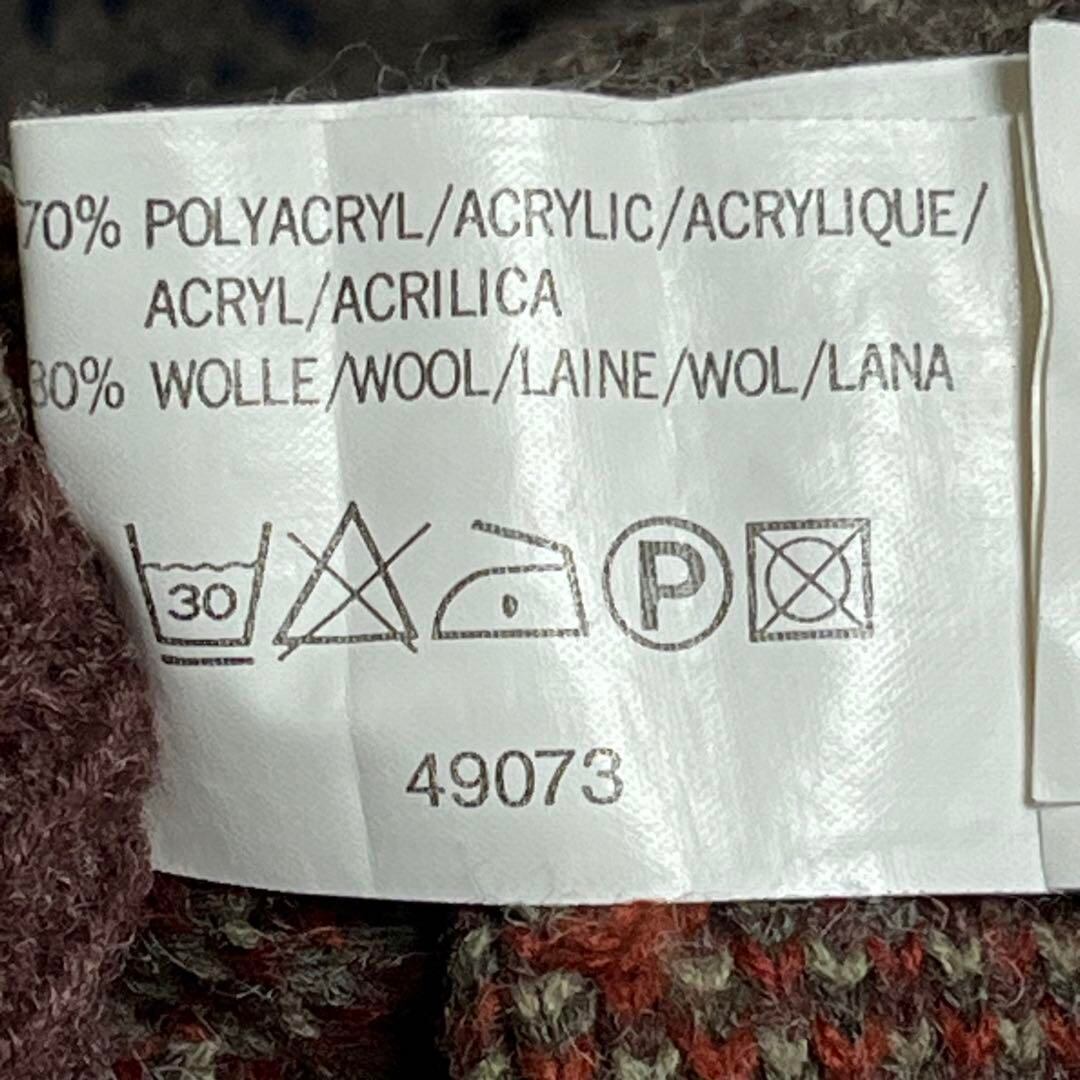 70% POLYACRYL/ACRYLIC/ACRYLIQUE/
ACRYL/ACRILICA
30% WOLLE/WOOL/LAINE/WOL/LANA
30 P
49073